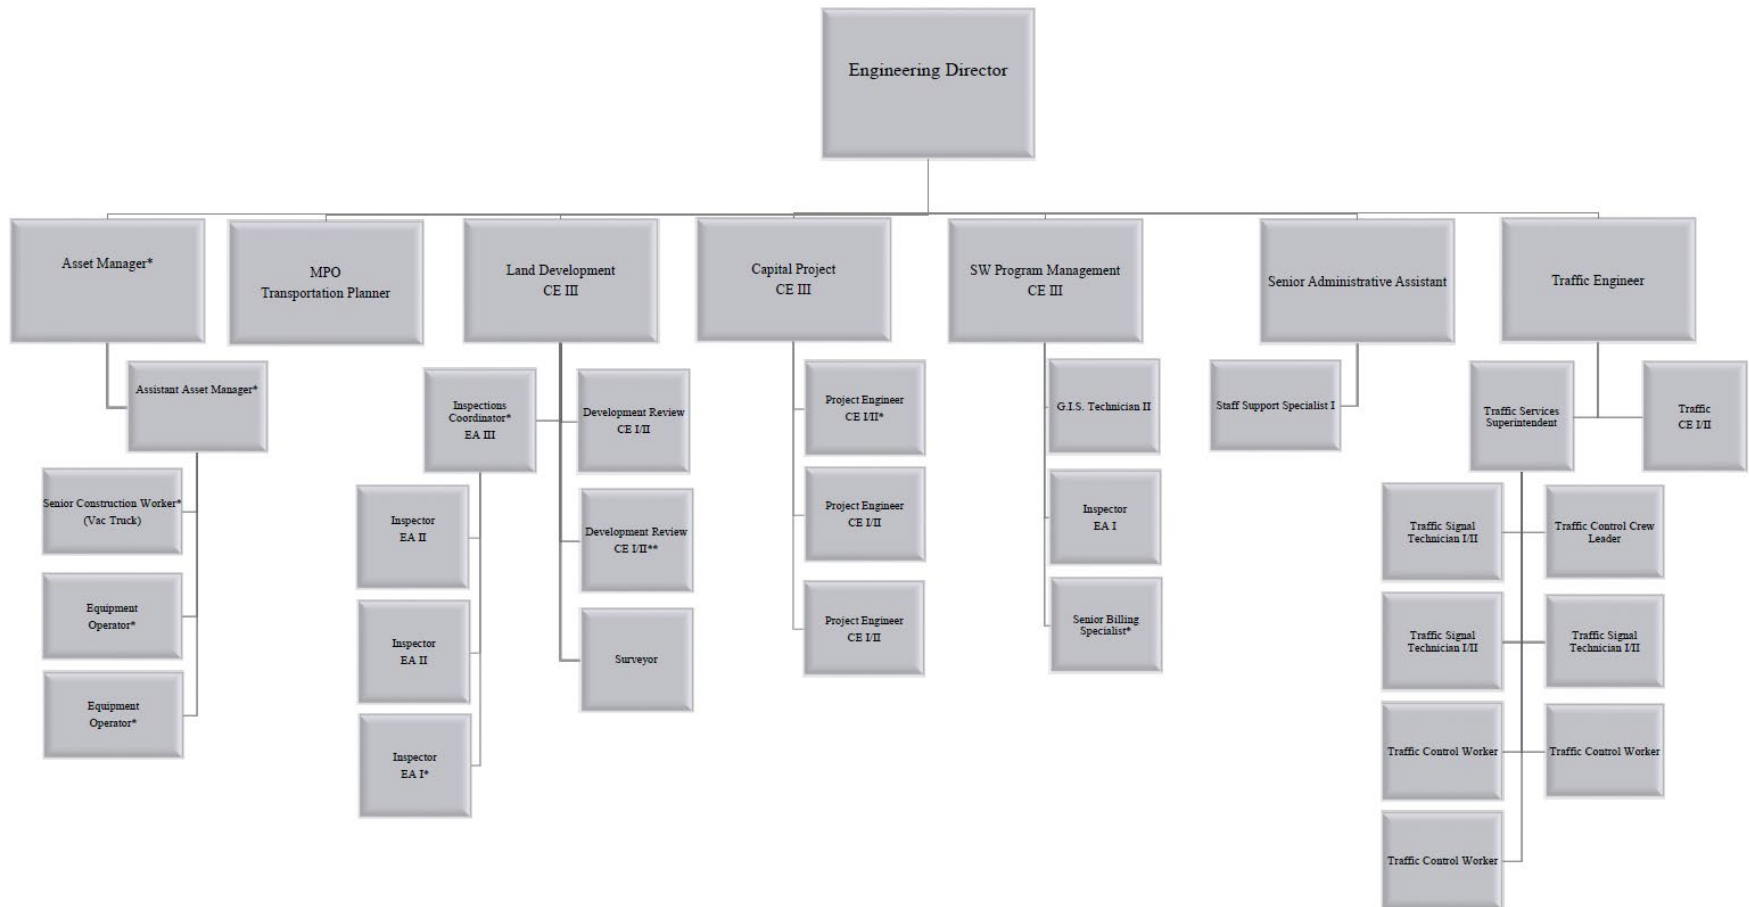 Engineering Director
Asset Manager*
MPO
Transportation Planner
Land Development
CE III
Capital Project
CE III
SW Program Management
CE III
Senior Administrative Assistant
Traffic Engineer
Assistant Asset Manager*
Senior Construction Worker*
(Vac Truck)
Equipment
Operator*
Equipment
Operator*
Inspections
Coordinator*
EA III
Inspector
EA II
Inspector
EA II
Inspector
EA I*
Development Review
CE I/II
Development Review
CE I/II**
Surveyor
Project Engineer
CE I/II*
Project Engineer
CE I/II
Project Engineer
CE I/II
G.I.S. Technician II
Inspector
EA I
Senior Billing
Specialist*
Staff Support Specialist I
Traffic Services
Superintendent
Traffic
CE I/II
Traffic Signal
Technician I/II
Traffic Control Crew
Leader
Traffic Signal
Technician I/II
Traffic Signal
Technician I/II
Traffic Control Worker
Traffic Control Worker
Traffic Control Worker